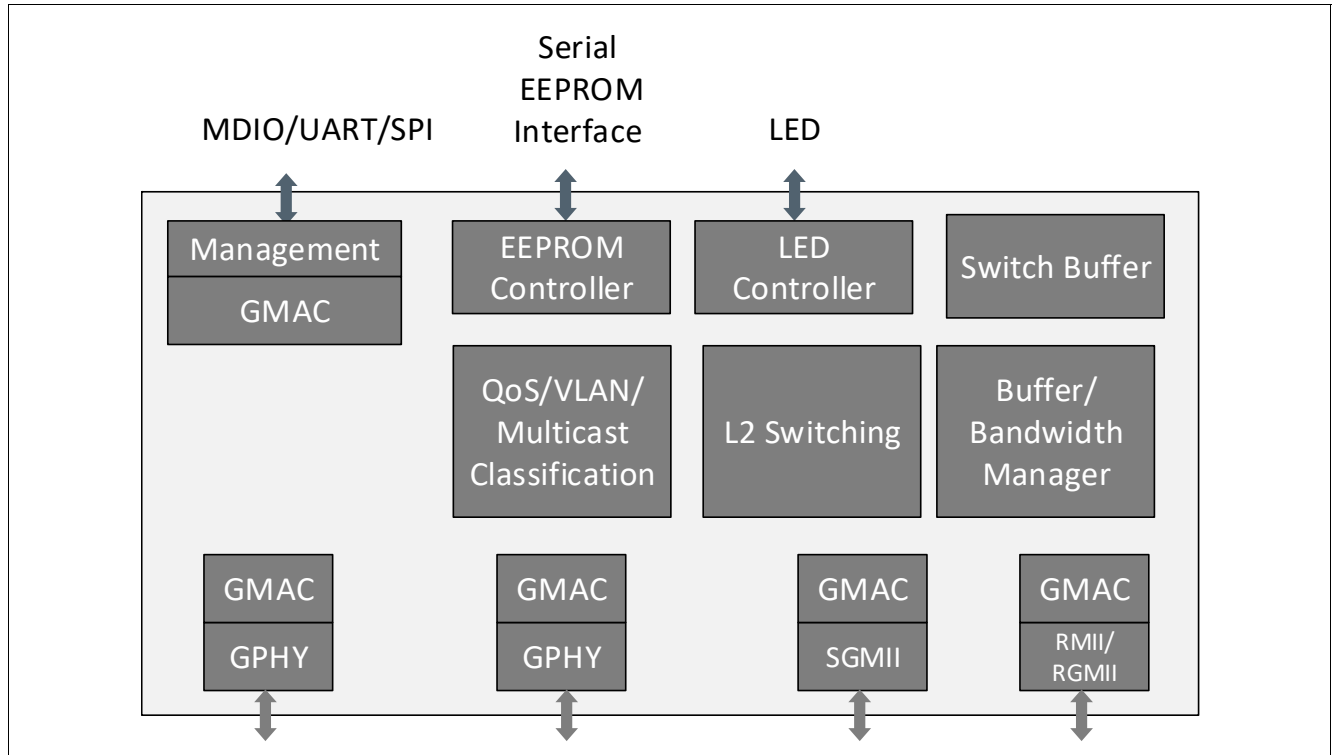 Serial
EEPROM
Interface
MDIO/UART/SPI
LED
Management
GMAC
EEPROM
Controller
LED
Controller
Switch Buffer
QoS/VLAN/
Multicast
Classification
L2 Switching
Buffer/
Bandwidth
Manager
GMAC
GPHY
GMAC
GPHY
GMAC
SGMII
GMAC
RMII/
RGMII